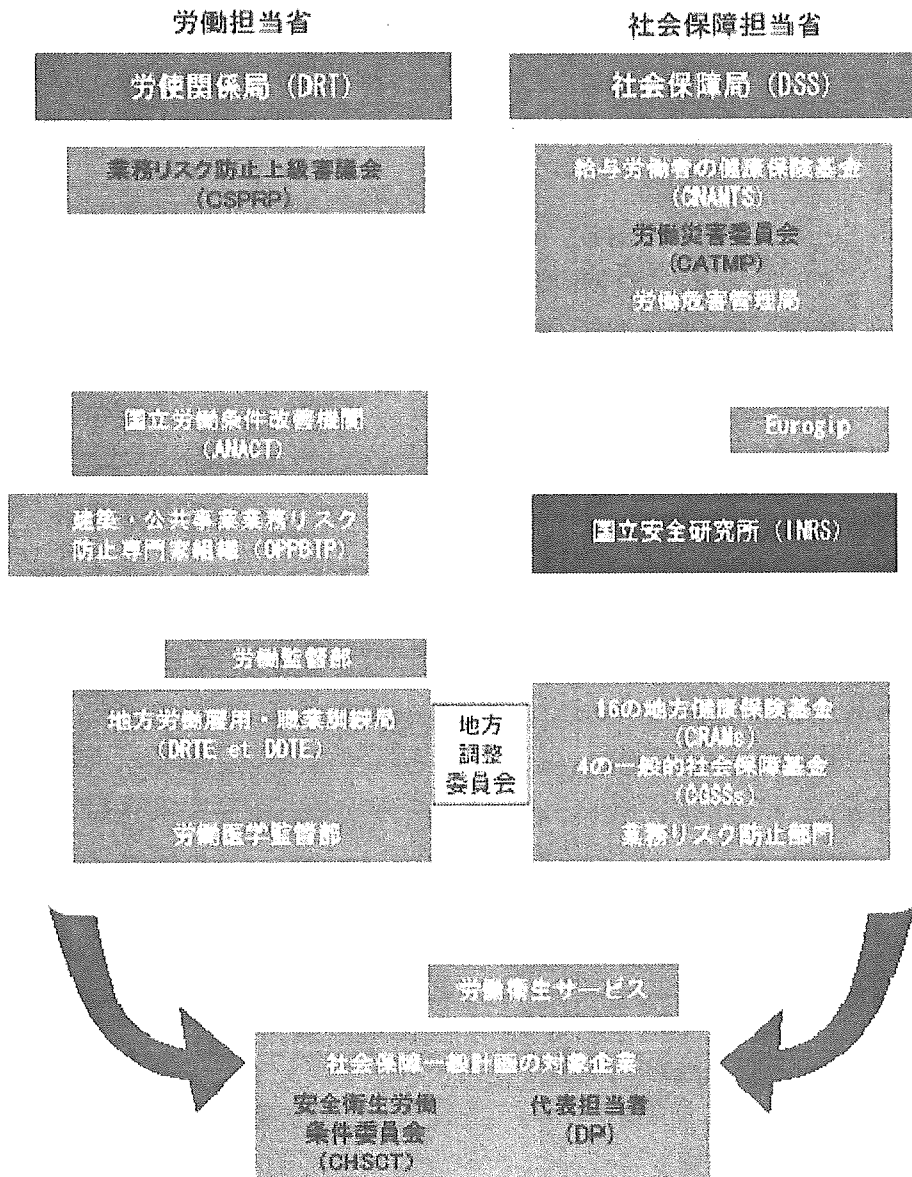 労働担当省
社会保障担当省
労使関係局 (DRT)
社会保障局 (DSS)
業務リスク防止上級審議会
(CSPRP)
給与労働者の健康保険基金
(CNAMTS)
労働災害委員会
(CATMP)
労働危害管理局
国立労働条件改善機関
(ANACT)
Eurogip
建築・公共事業業務リスク
防止専門家組織 (OPPBTP)
国立安全研究所 (INRS)
労働監督部
地方労働雇用・職業訓練局
(DRTE et DDTE)
労働医学監督部
地方
調整
委員会
16の地方健康保険基金
(CRAMs)
4の一般的社会保障基金
(CGSSs)
業務リスク防止部門
労働衛生サービス
社会保障一般計画の対象企業
安全衛生労働
条件委員会
(CHSCT)
代表担当者
(DP)